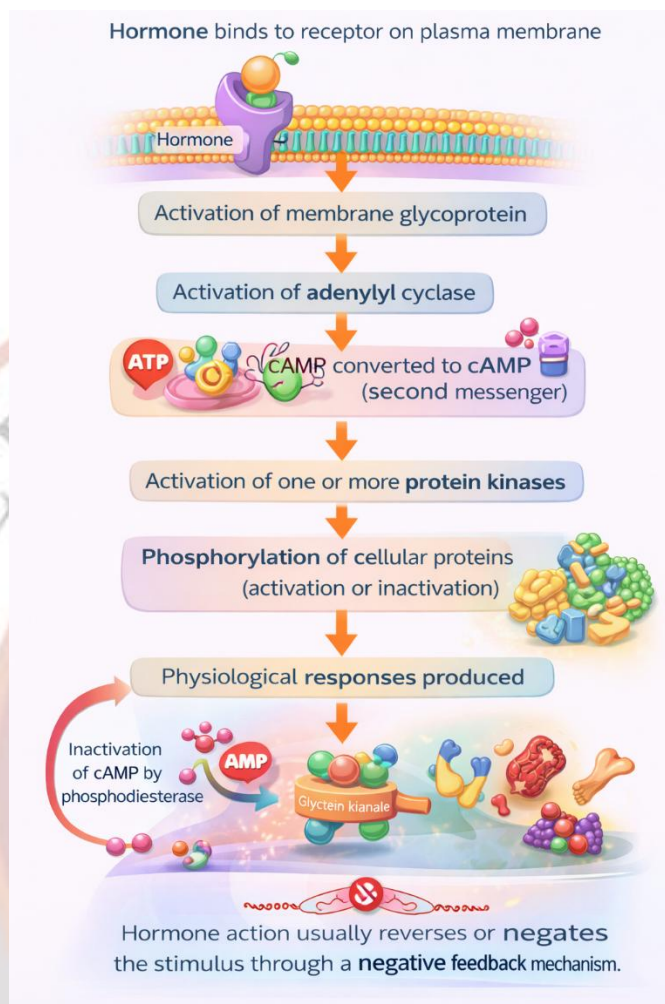 Hormone binds to receptor on plasma membrane
Hormone
Activation of membrane glycoprotein
Activation of adenylyl cyclase
ATP
cAMP converted to cAMP
(second messenger)
Activation of one or more protein kinases
Phosphorylation of cellular proteins
(activation or inactivation)
Physiological responses produced
Inactivation
of cAMP by
phosphodiesterase
AMP
Glyctein kianale
Hormone action usually reverses or negates
the stimulus through a negative feedback mechanism.